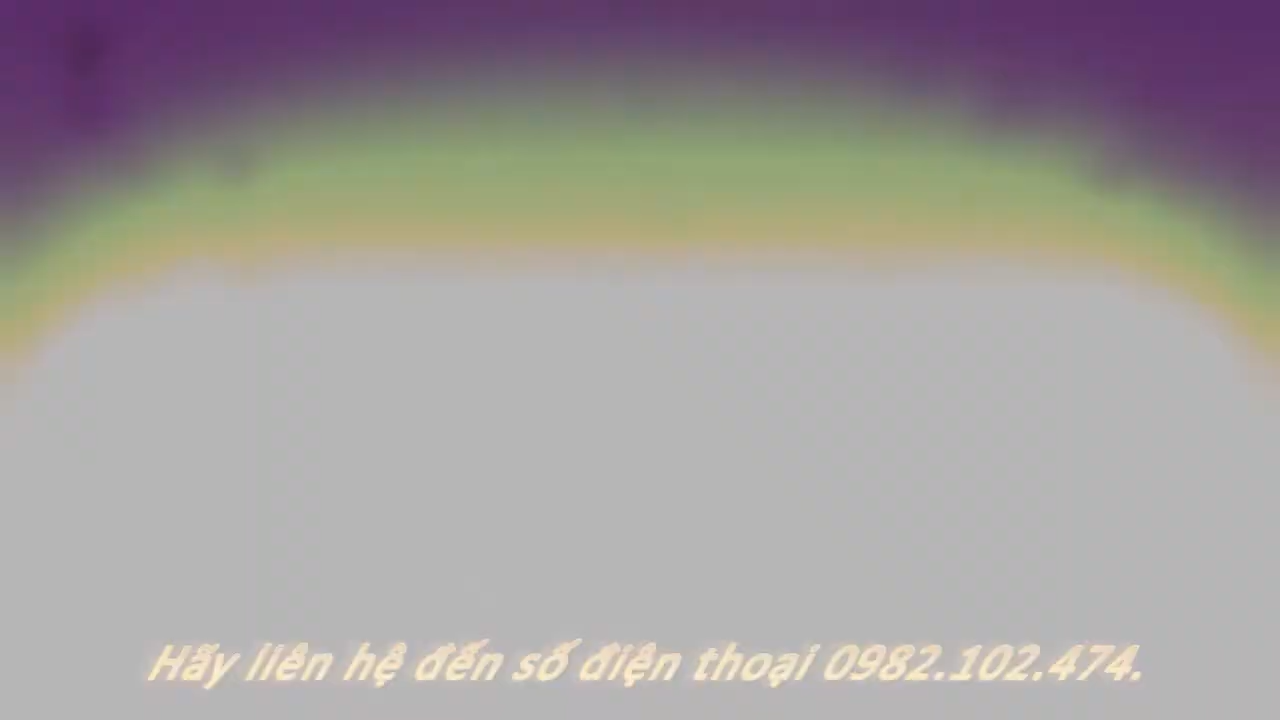 Hãy liên hệ đến số điện thoại 0982.102.474.